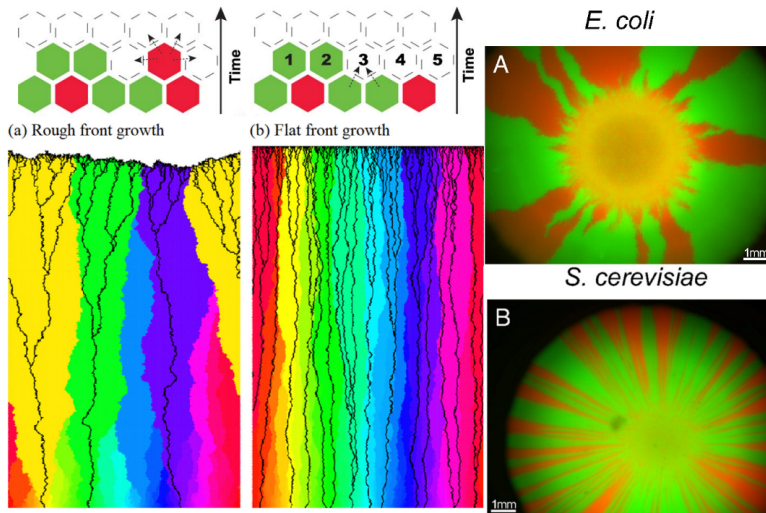 Time
(a) Rough front growth
1 2 3 4 5
Time
(b) Flat front growth
E. coli
A
1mm
S. cerevisiae
B
1mm